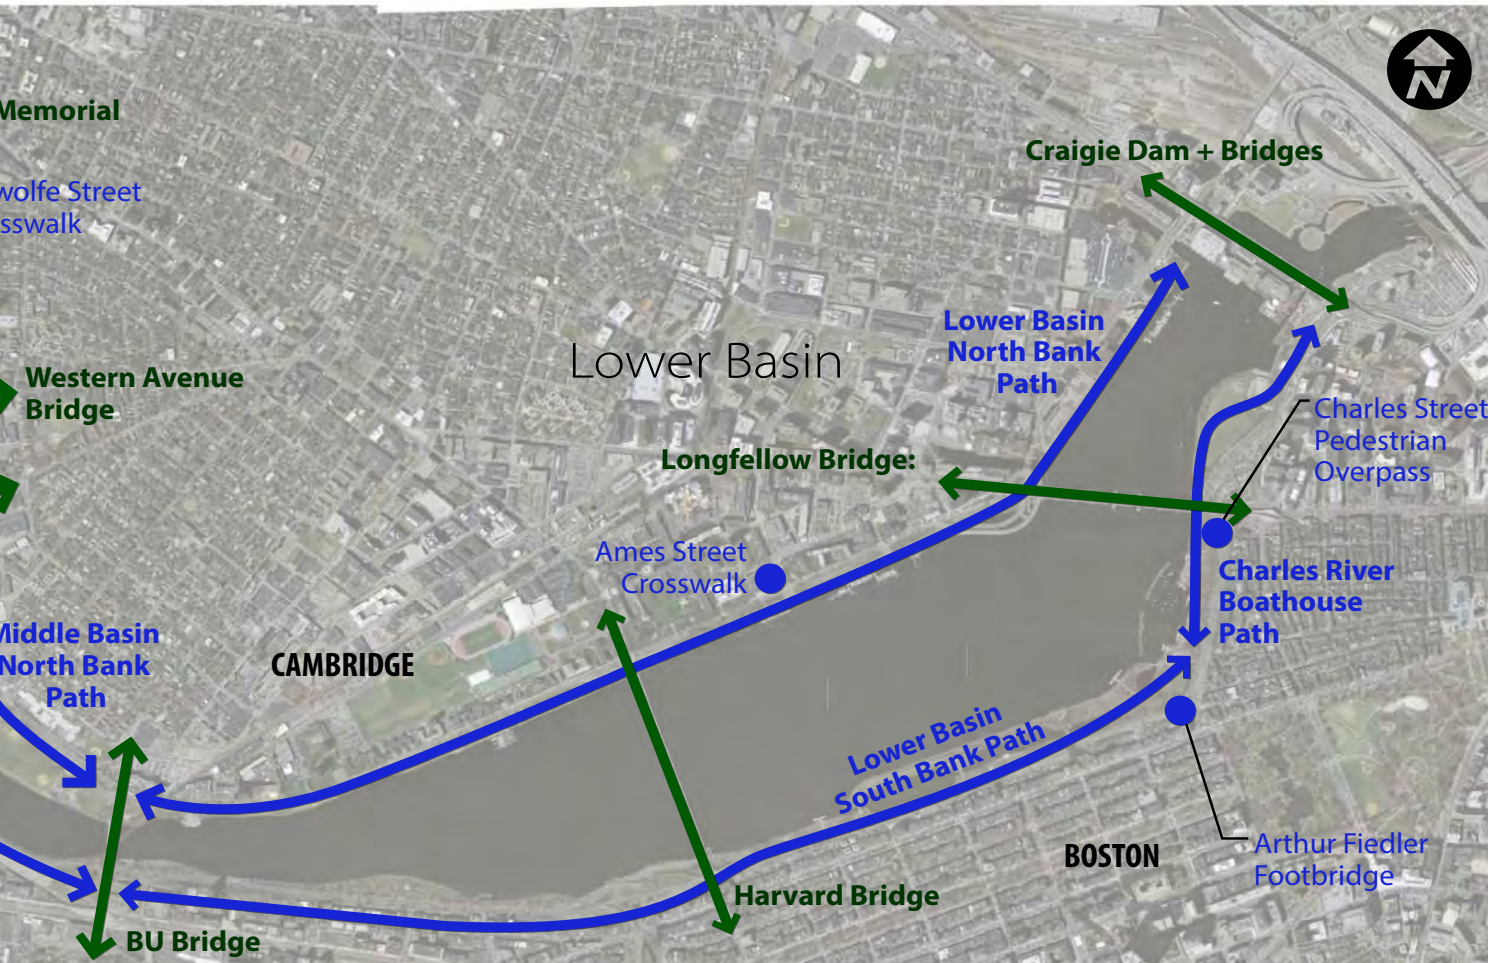 Memorial
wolfe Street
sswalk
Western Avenue
Bridge
Middle Basin
North Bank
Path
BU Bridge
CAMBRIDGE
Lower Basin
Ames Street
Crosswalk
Longfellow Bridge:
Lower Basin
North Bank
Path
Craigie Dam + Bridges
N
Charles Street
Pedestrian
Overpass
Charles River
Boathouse
Path
Lower Basin
South Bank Path
Harvard Bridge
BOSTON
Arthur Fiedler
Footbridge